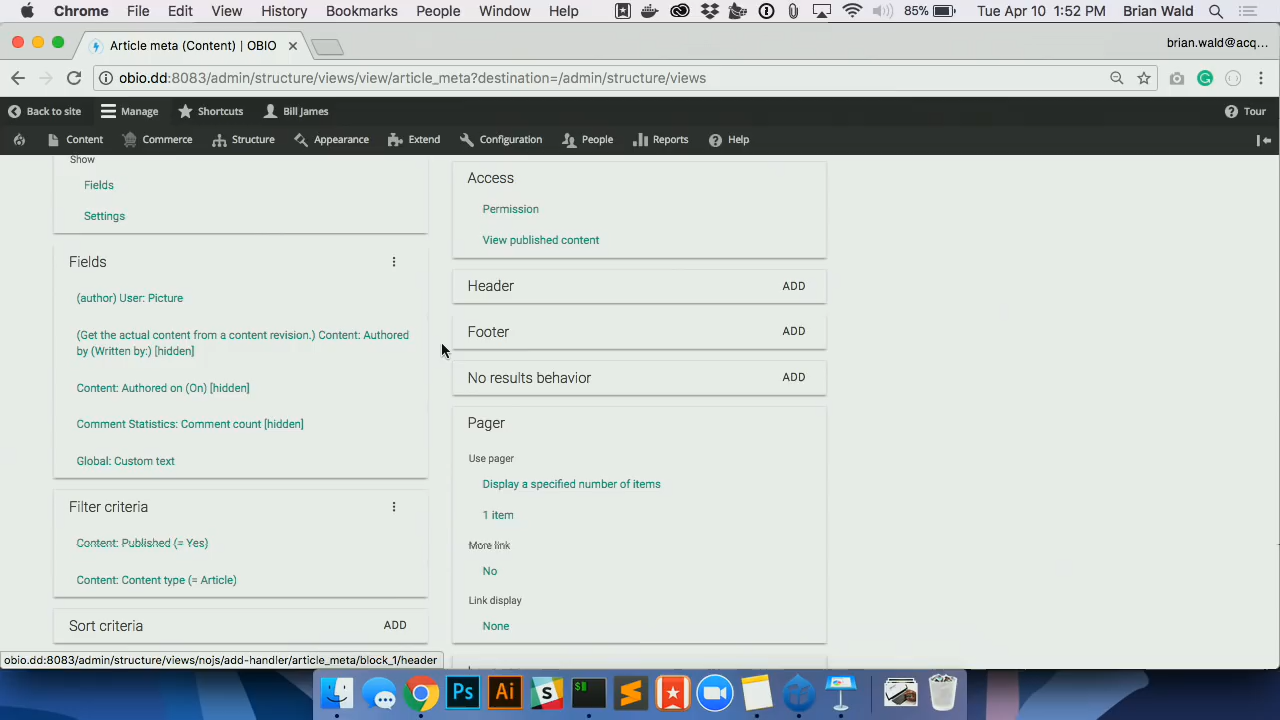 Chrome File Edit View History Bookmarks People Window Help 85% Tue Apr 10 1:52 PM Brian Wald
Article meta (Content) | OBIO brian.wald@acq...
obio.dd:8083/admin/structure/views/view/article_meta?destination=/admin/structure/views
Back to site Manage Shortcuts Bill James Tour
Content Commerce Structure Appearance Extend Configuration People Reports Help
Show
Fields
Settings
Fields
(author) User: Picture
(Get the actual content from a content revision.) Content: Authored
by (Written by:) [hidden]
Content: Authored on (On) [hidden]
Comment Statistics: Comment count [hidden]
Global: Custom text
Filter criteria
Content: Published (= Yes)
Content: Content type (= Article)
Sort criteria ADD
Access
Permission
View published content
Header ADD
Footer ADD
No results behavior ADD
Pager
Use pager
Display a specified number of items
1 item
More link
No
Link display
None
obio.dd:8083/admin/structure/views/nojs/add-handler/article_meta/block_1/header
Ps Ai S $